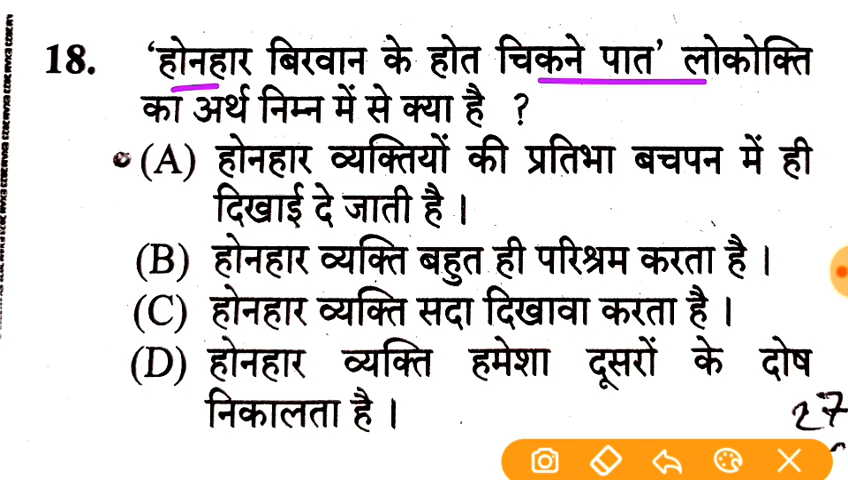 18. 'होनहार बिरवान के होत चिकने पात' लोकोक्ति
का अर्थ निम्न में से क्या है ?
(A) होनहार व्यक्तियों की प्रतिभा बचपन में ही
दिखाई दे जाती है ।
(B) होनहार व्यक्ति बहुत ही परिश्रम करता है ।
(C) होनहार व्यक्ति सदा दिखावा करता है ।
(D) होनहार व्यक्ति हमेशा दूसरों के दोष
निकालता है ।
27